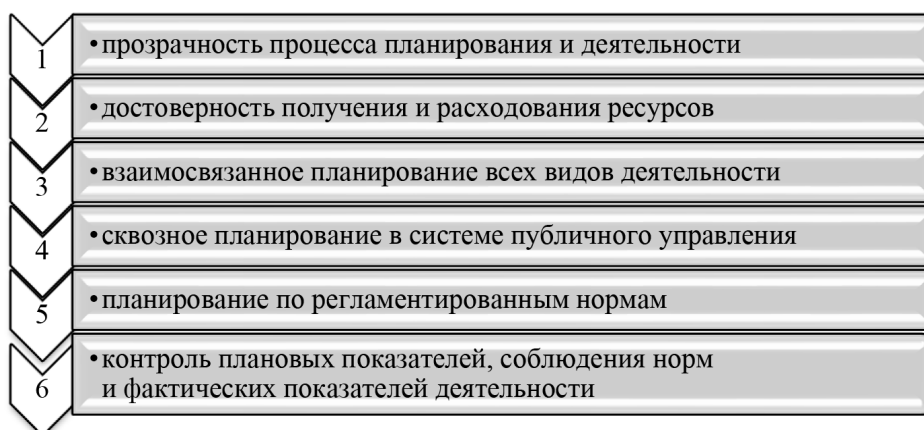 1
• прозрачность процесса планирования и деятельности
2
• достоверность получения и расходования ресурсов
3
• взаимосвязанное планирование всех видов деятельности
4
• сквозное планирование в системе публичного управления
5
• планирование по регламентированным нормам
6
• контроль плановых показателей, соблюдения норм
и фактических показателей деятельности